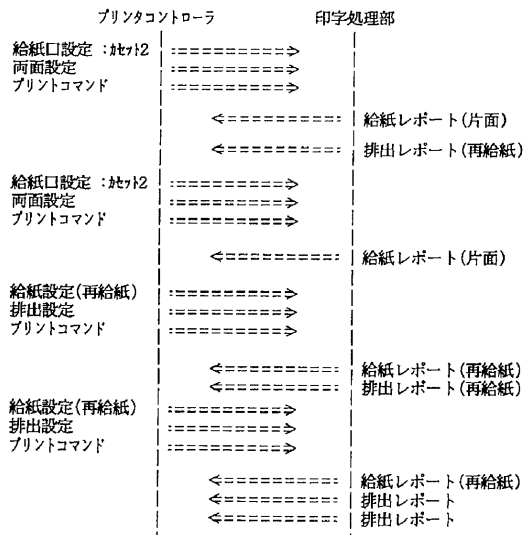 プリンタコントローラ 印字処理部
給紙口設定:カセット2
両面設定
プリントコマンド
給紙レポート(片面)
排出レポート(再給紙)
給紙口設定:カセット2
両面設定
プリントコマンド
給紙レポート(片面)
給紙設定(再給紙)
排出設定
プリントコマンド
給紙レポート(再給紙)
排出レポート(再給紙)
給紙設定(再給紙)
排出設定
プリントコマンド
給紙レポート(再給紙)
排出レポート
排出レポート